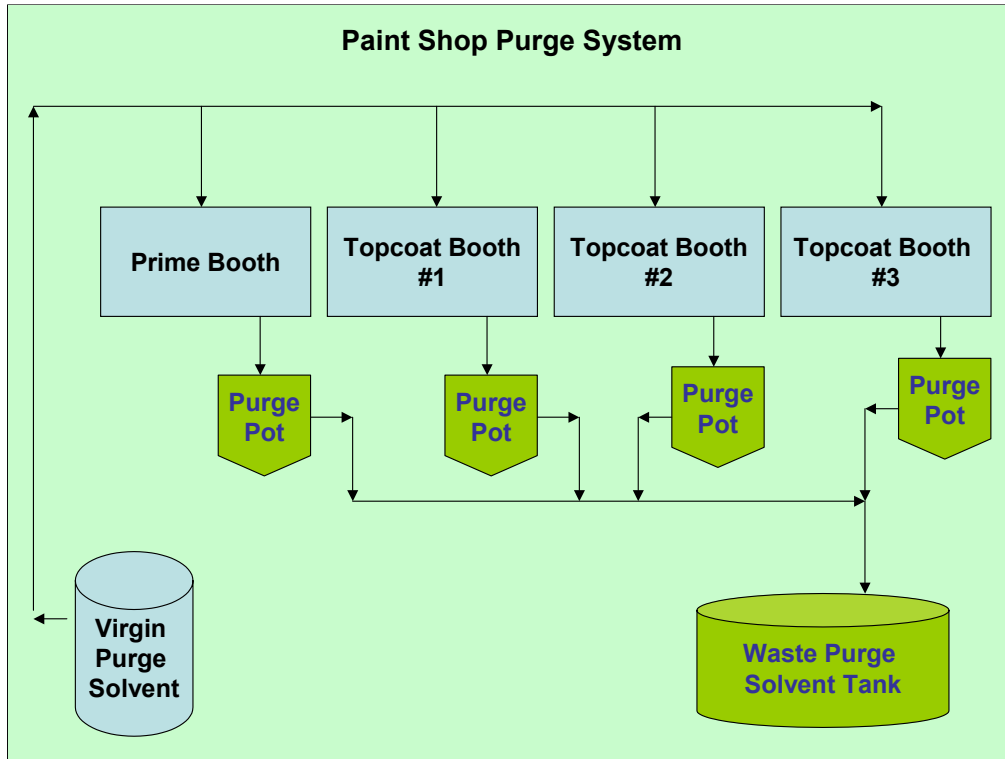 Paint Shop Purge System
Prime Booth
Topcoat Booth
#1
Topcoat Booth
#2
Topcoat Booth
#3
Purge
Pot
Purge
Pot
Purge
Pot
Purge
Pot
Virgin
Purge
Solvent
Waste Purge
Solvent Tank